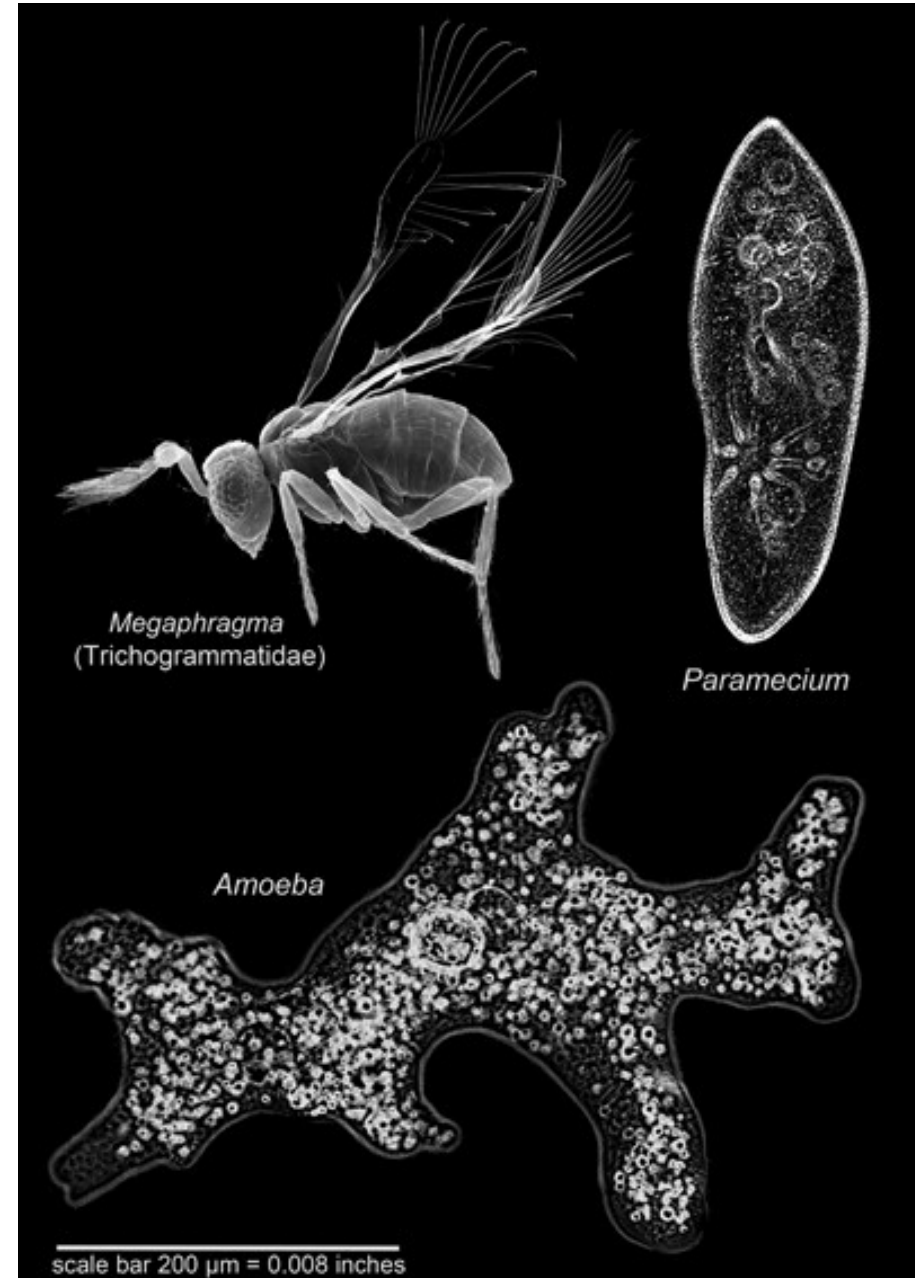 Megaphragma
(Trichogrammatidae)
Paramecium
Amoeba
scale bar 200 µm = 0.008 inches